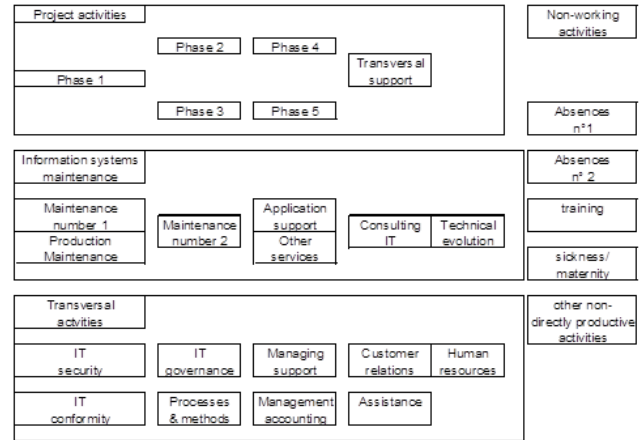 Project activities
Phase 2
Phase 4
Transversal
support
Phase 1
Phase 3
Phase 5
Non-working
activities
Absences
n°1
Information systems
maintenance
Maintenance
number 1
Production
Maintenance
Maintenance
number 2
Application
support
Other
services
Consulting
IT
Technical
evolution
Absences
n° 2
training
sickness/
maternity
Transversal
actvities
IT
security
IT
governance
Managing
support
Customer
relations
Human
resources
IT
conformity
Processes
& methods
Management
accounting
Assistance
other non-
directly productive
activities